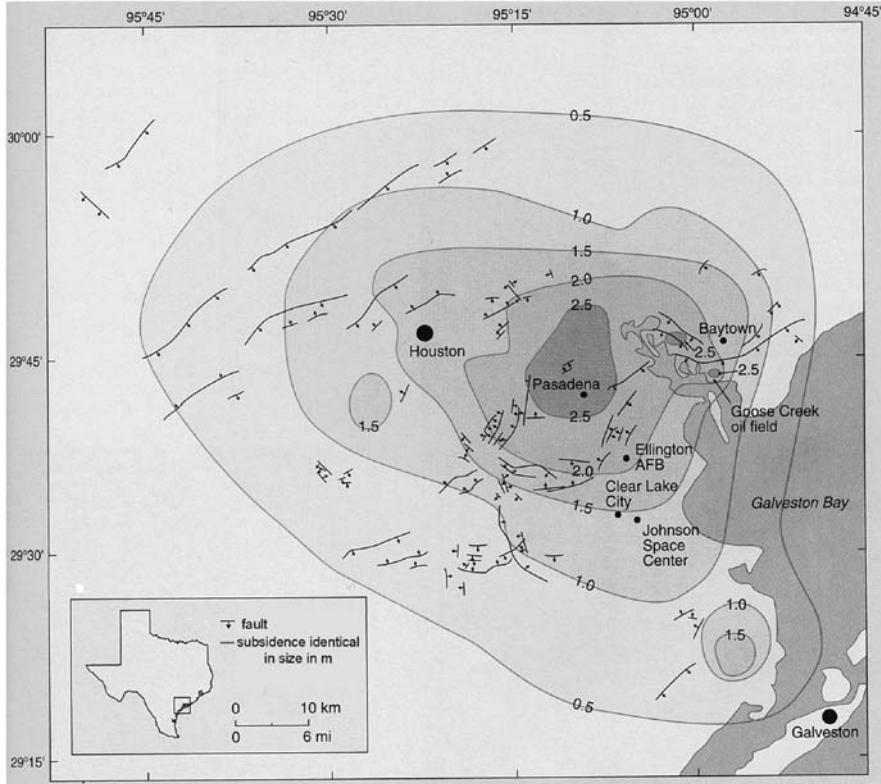 95°45' 95°30' 95°15' 95°00' 94°45'
30°00'
29°45'
29°30'
29°15'
0.5
1.0
1.5
2.0
2.5
Houston
Baytown
2.5
2.5
Pasadena
2.5
Goose Creek
oil field
1.5
Ellington
AFB
2.0
Clear Lake
City
1.5
Galveston Bay
Johnson
Space
Center
1.0
1.0
1.5
0.5
Galveston
fault
subsidence identical
in size in m
0 10 km
0 6 mi